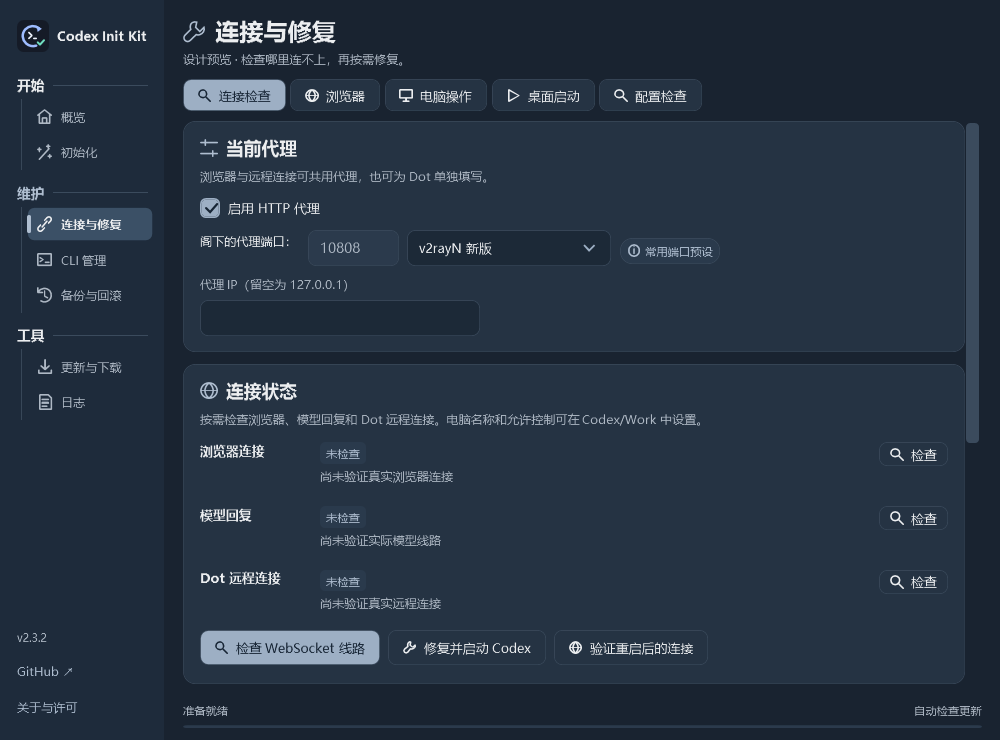 Codex Init Kit
开始
概览
初始化
维护
连接与修复
CLI 管理
备份与回滚
工具
更新与下载
日志
v2.3.2
GitHub ↗
关于与许可
连接与修复
设计预览 · 检查哪里连不上，再按需修复。
连接检查 浏览器 电脑操作 桌面启动 配置检查
当前代理
浏览器与远程连接可共用代理，也可为 Dot 单独填写。
启用 HTTP 代理
阁下的代理端口： 10808 v2rayN 新版 常用端口预设
代理 IP（留空为 127.0.0.1）
连接状态
按需检查浏览器、模型回复和 Dot 远程连接。电脑名称和允许控制可在 Codex/Work 中设置。
浏览器连接 未检查 检查
尚未验证真实浏览器连接
模型回复 未检查 检查
尚未验证实际模型线路
Dot 远程连接 未检查 检查
尚未验证真实远程连接
检查 WebSocket 线路 修复并启动 Codex 验证重启后的连接
准备就绪 自动检查更新